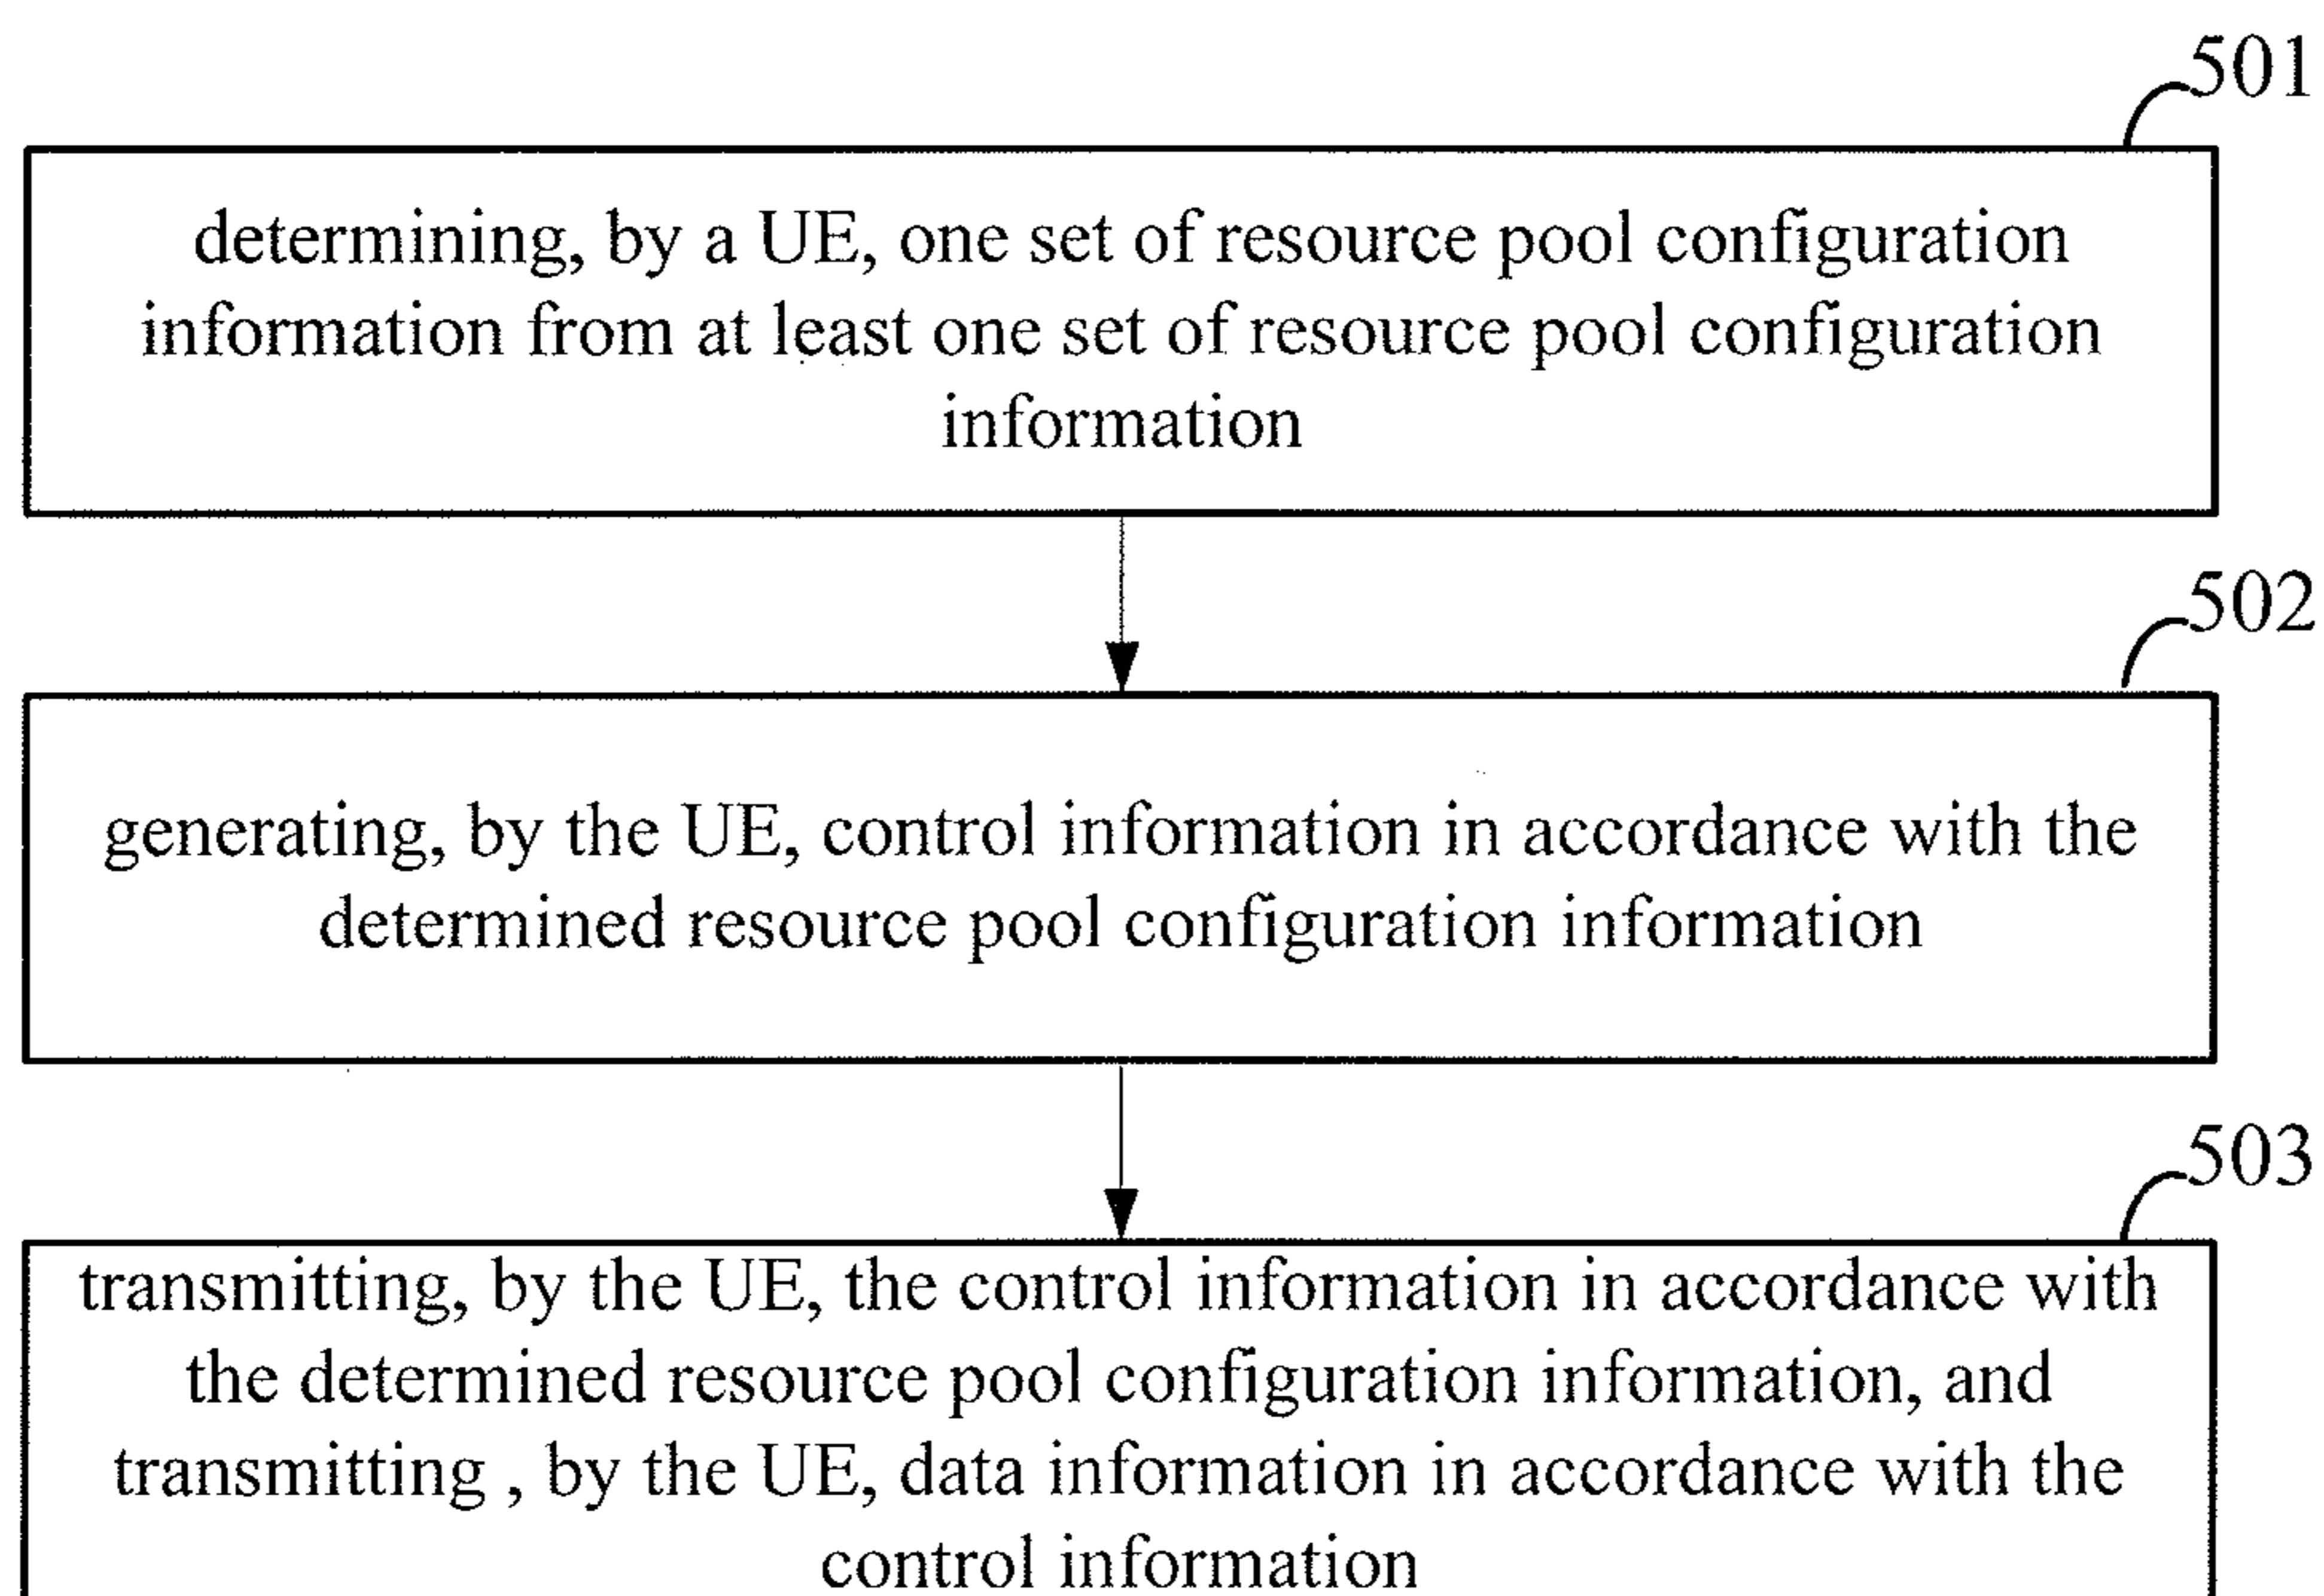 501
determining, by a UE, one set of resource pool configuration
information from at least one set of resource pool configuration
information
502
generating, by the UE, control information in accordance with the
determined resource pool configuration information
503
transmitting, by the UE, the control information in accordance with
the determined resource pool configuration information, and
transmitting , by the UE, data information in accordance with the
control information